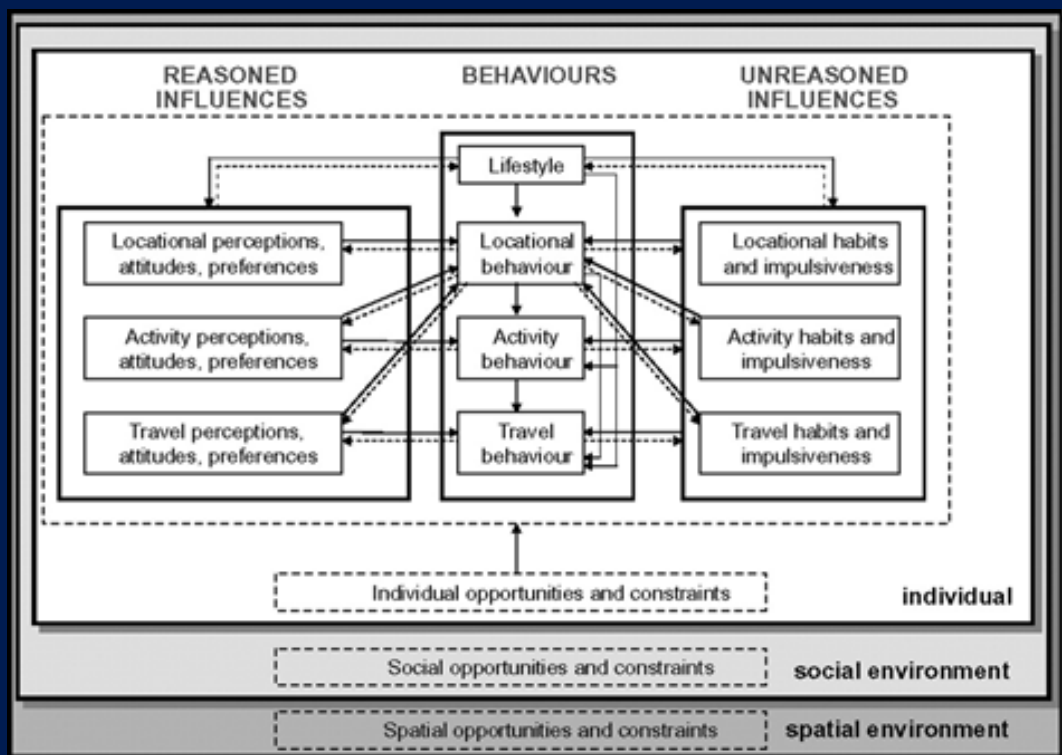 REASONED
INFLUENCES
BEHAVIOURS
UNREASONED
INFLUENCES
Lifestyle
Locational perceptions,
attitudes, preferences
Locational
behaviour
Locational habits
and impulsiveness
Activity perceptions,
attitudes, preferences
Activity
behaviour
Activity habits and
impulsiveness
Travel perceptions,
attitudes, preferences
Travel
behaviour
Travel habits and
impulsiveness
Individual opportunities and constraints
individual
Social opportunities and constraints
social environment
Spatial opportunities and constraints
spatial environment